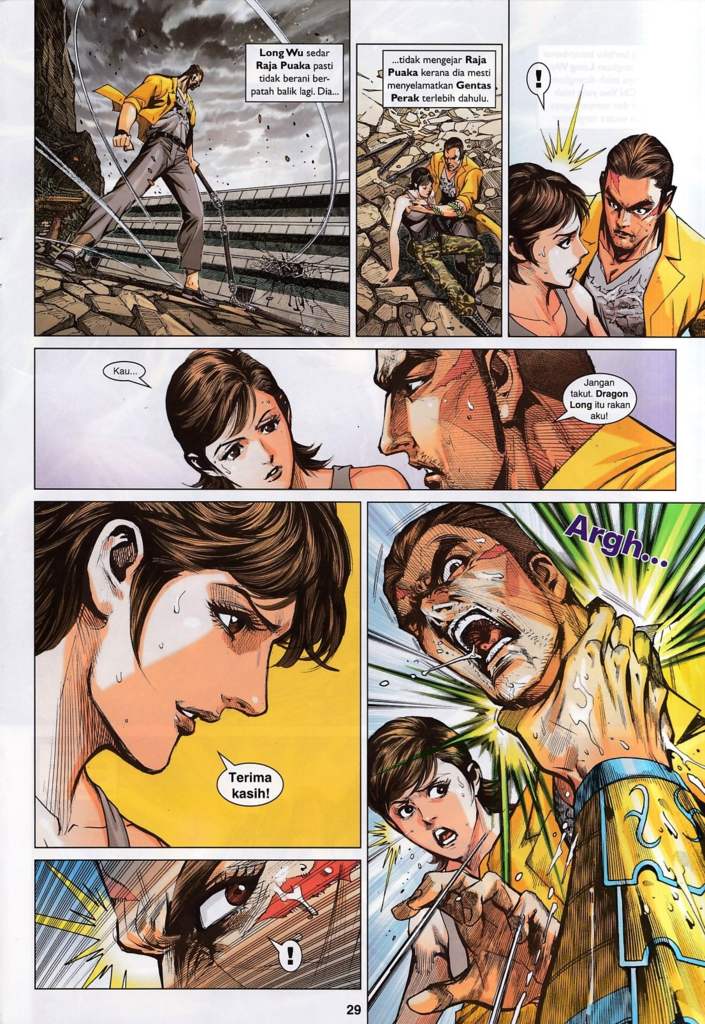 Long Wu sedar
Raja Puaka pasti
tidak berani ber-
patah balik lagi. Dia...
...tidak mengejar Raja
Puaka kerana dia mesti
menyelamatkan Gentas
Perak terlebih dahulu.
!
Kau...
Jangan
takut. Dragon
Long itu rakan
aku!
Terima
kasih!
!
Argh...
29